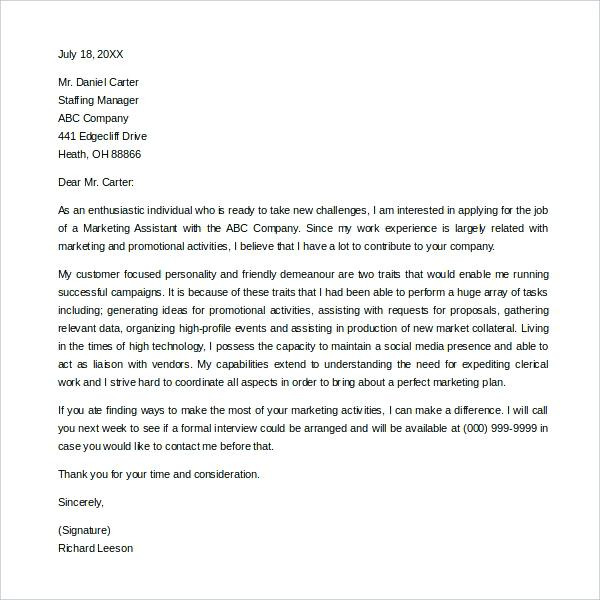 July 18, 20XX
Mr. Daniel Carter
Staffing Manager
ABC Company
441 Edgecliff Drive
Heath, OH 88866
Dear Mr. Carter:
As an enthusiastic individual who is ready to take new challenges, I am interested in applying for the job
of a Marketing Assistant with the ABC Company. Since my work experience is largely related with
marketing and promotional activities, I believe that I have a lot to contribute to your company.
My customer focused personality and friendly demeanour are two traits that would enable me running
successful campaigns. It is because of these traits that I had been able to perform a huge array of tasks
including; generating ideas for promotional activities, assisting with requests for proposals, gathering
relevant data, organizing high-profile events and assisting in production of new market collateral. Living
in the times of high technology, I possess the capacity to maintain a social media presence and able to
act as liaison with vendors. My capabilities extend to understanding the need for expediting clerical
work and I strive hard to coordinate all aspects in order to bring about a perfect marketing plan.
If you ate finding ways to make the most of your marketing activities, I can make a difference. I will call
you next week to see if a formal interview could be arranged and will be available at (000) 999-9999 in
case you would like to contact me before that.
Thank you for your time and consideration.
Sincerely,
(Signature)
Richard Leeson